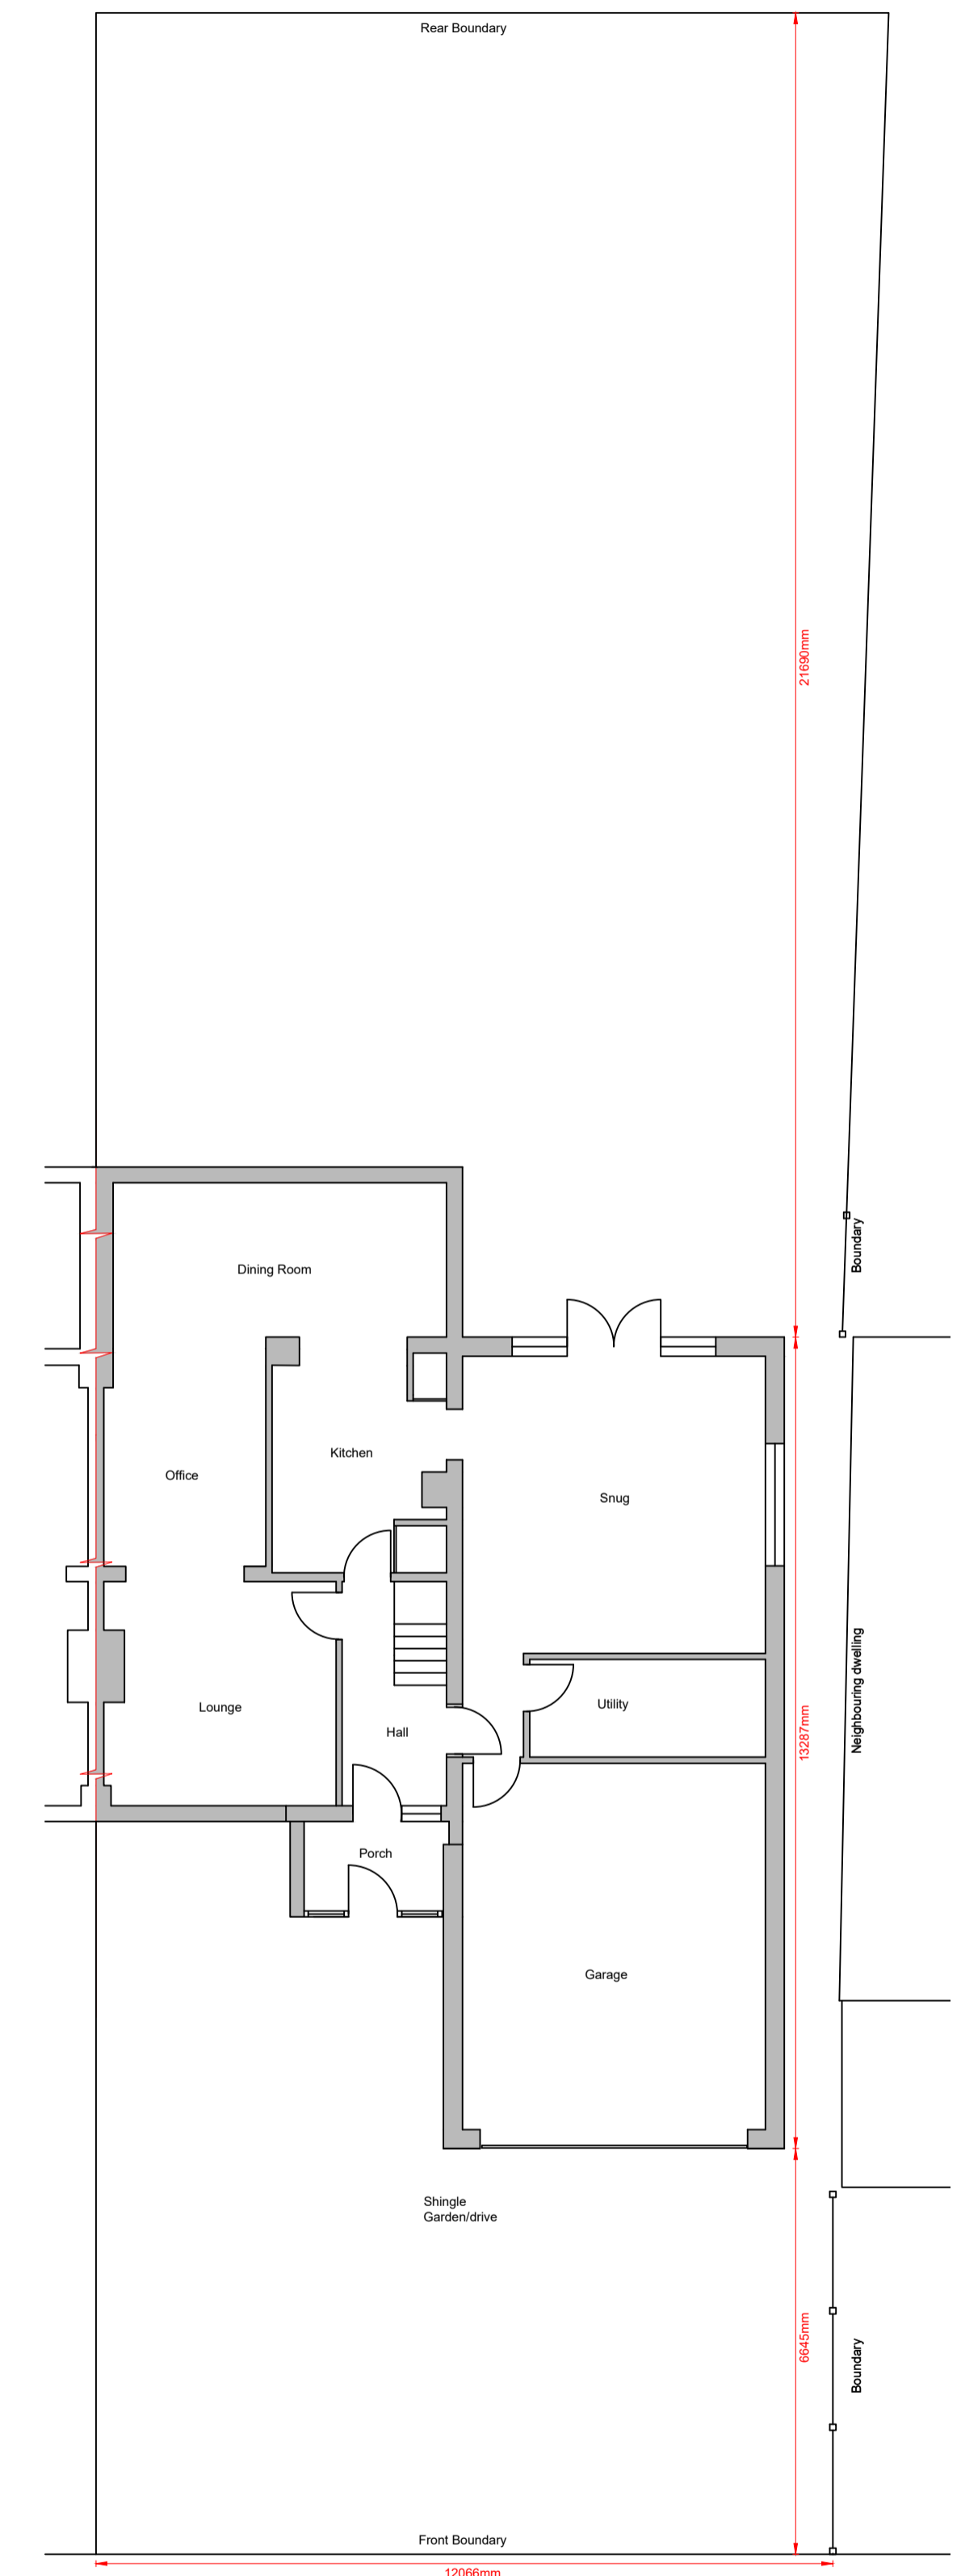 Rear Boundary
21690mm
Boundary
Dining Room
Kitchen
Office
Snug
Neighbouring dwelling
Utility
Lounge
Hall
13287mm
Porch
Garage
Shingle
Garden/drive
6645mm
Boundary
Front Boundary
12066mm